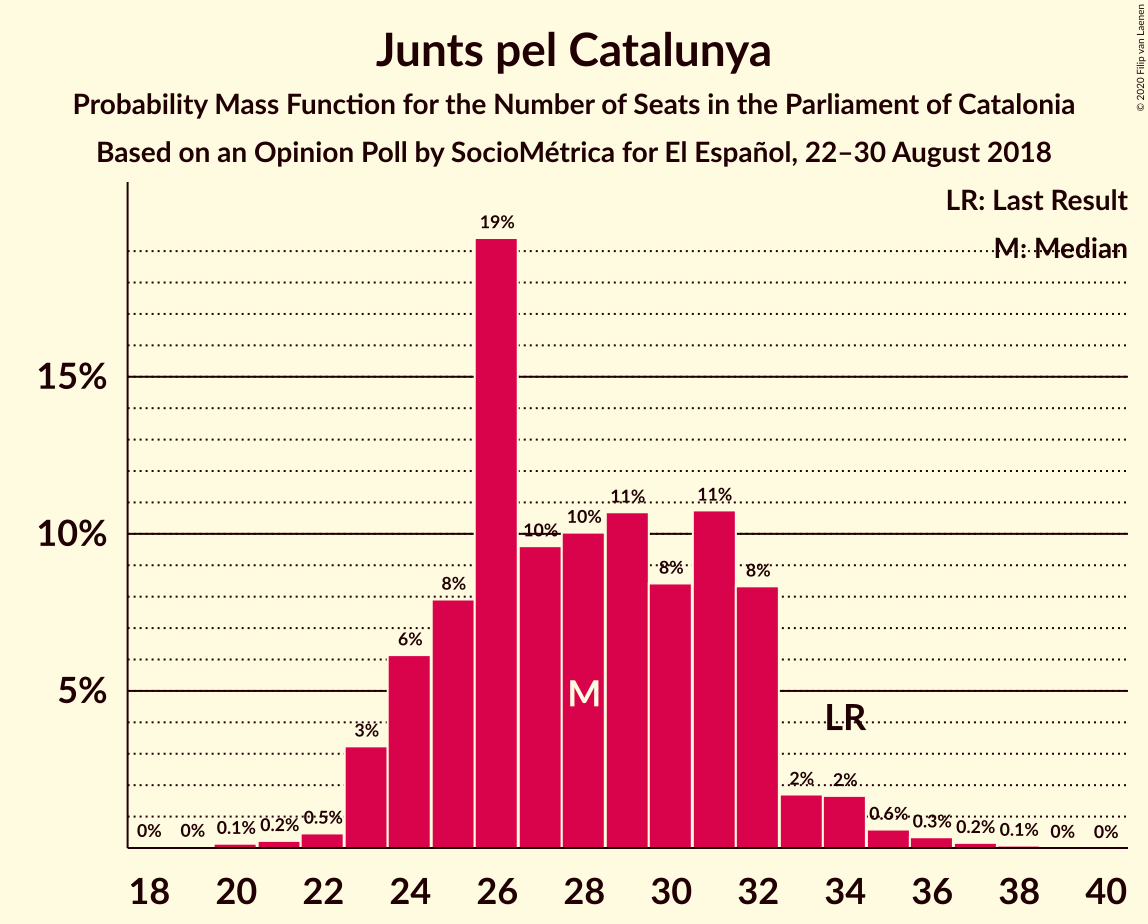 Junts pel Catalunya
Probability Mass Function for the Number of Seats in the Parliament of Catalonia
Based on an Opinion Poll by SocioMétrica for El Español, 22–30 August 2018
© 2020 Filip van Laenen
LR: Last Result
M: Median
15%
10%
5%
0% 0% 0.1% 0.2% 0.5% 3% 6% 8% 19% 10% 10% 11% 8% 11% 8% 2% 2% 0.6% 0.3% 0.2% 0.1% 0% 0%
M
LR
18 20 22 24 26 28 30 32 34 36 38 40